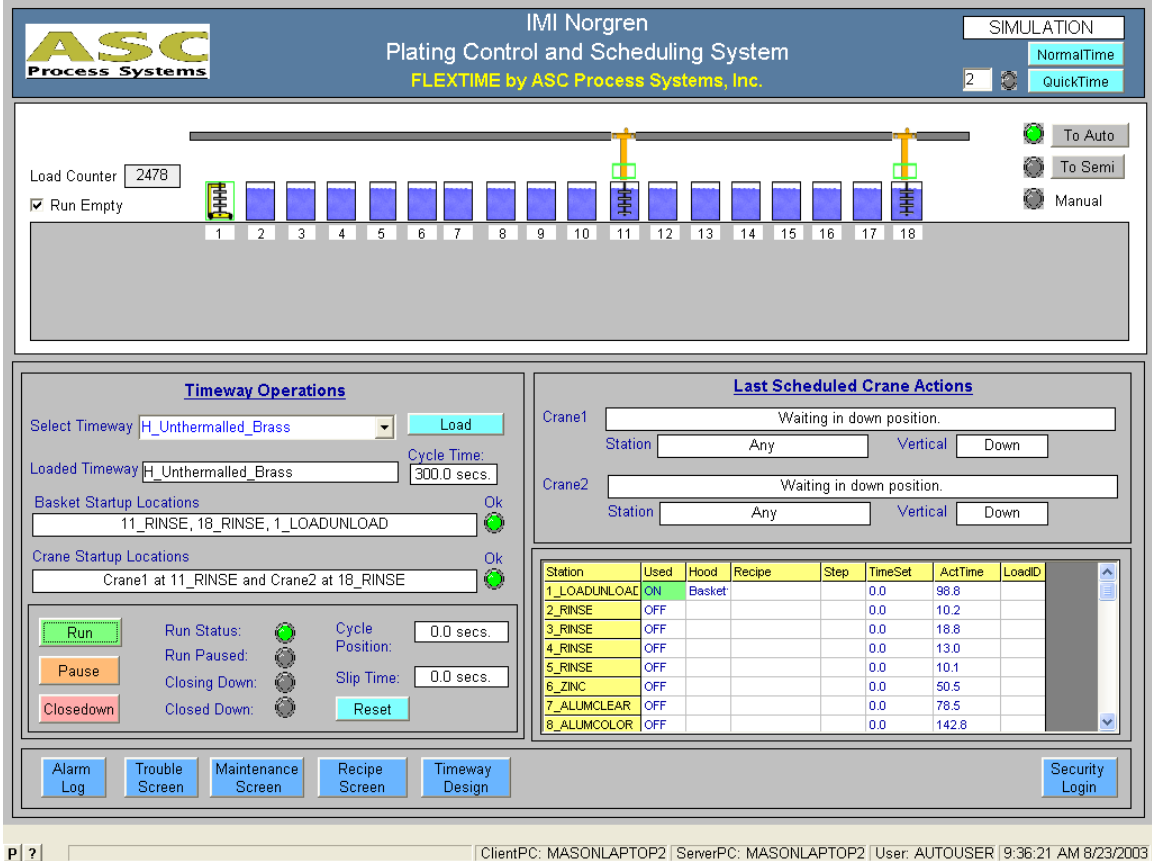 ASC
Process Systems
IMI Norgren
Plating Control and Scheduling System
FLEXTIME by ASC Process Systems, Inc.
SIMULATION
NormalTime
2 QuickTime
To Auto
To Semi
Manual
Load Counter 2478
Run Empty
1 2 3 4 5 6 7 8 9 10 11 12 13 14 15 16 17 18
Timeway Operations
Select Timeway H_Unthermalled_Brass Load
Loaded Timeway H_Unthermalled_Brass
Cycle Time:
300.0 secs.
Basket Startup Locations Ok
11_RINSE, 18_RINSE, 1_LOADUNLOAD
Crane Startup Locations Ok
Crane1 at 11_RINSE and Crane2 at 18_RINSE
Run
Pause
Closedown
Run Status:
Run Paused:
Closing Down:
Closed Down:
Cycle
Position:
0.0 secs.
Slip Time: 0.0 secs.
Reset
Last Scheduled Crane Actions
Crane1 Waiting in down position.
Station Any Vertical Down
Crane2 Waiting in down position.
Station Any Vertical Down
Station Used Hood Recipe Step TimeSet ActTime LoadID
1_LOADUNLOAD ON Basket 0.0 98.8
2_RINSE OFF 0.0 10.2
3_RINSE OFF 0.0 18.8
4_RINSE OFF 0.0 13.0
5_RINSE OFF 0.0 10.1
6_ZINC OFF 0.0 50.5
7_ALUMCLEAR OFF 0.0 78.5
8_ALUMCOLOR OFF 0.0 142.8
Alarm
Log
Trouble
Screen
Maintenance
Screen
Recipe
Screen
Timeway
Design
Security
Login
P ? ClientPC: MASONLAPTOP2 ServerPC: MASONLAPTOP2 User: AUTOUSER 9:36:21 AM 8/23/2003